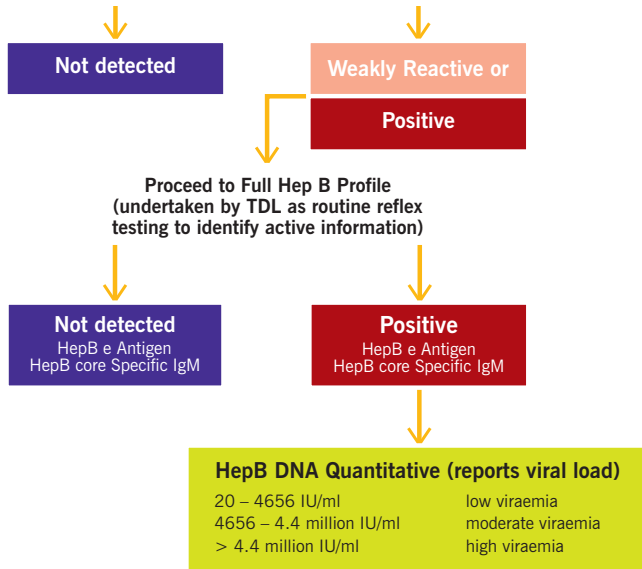 Not detected
Weakly Reactive or
Positive
Proceed to Full Hep B Profile
(undertaken by TDL as routine reflex
testing to identify active information)
Not detected
HepB e Antigen
HepB core Specific IgM
Positive
HepB e Antigen
HepB core Specific IgM
HepB DNA Quantitative (reports viral load)
20 – 4656 IU/ml low viraemia
4656 – 4.4 million IU/ml moderate viraemia
> 4.4 million IU/ml high viraemia